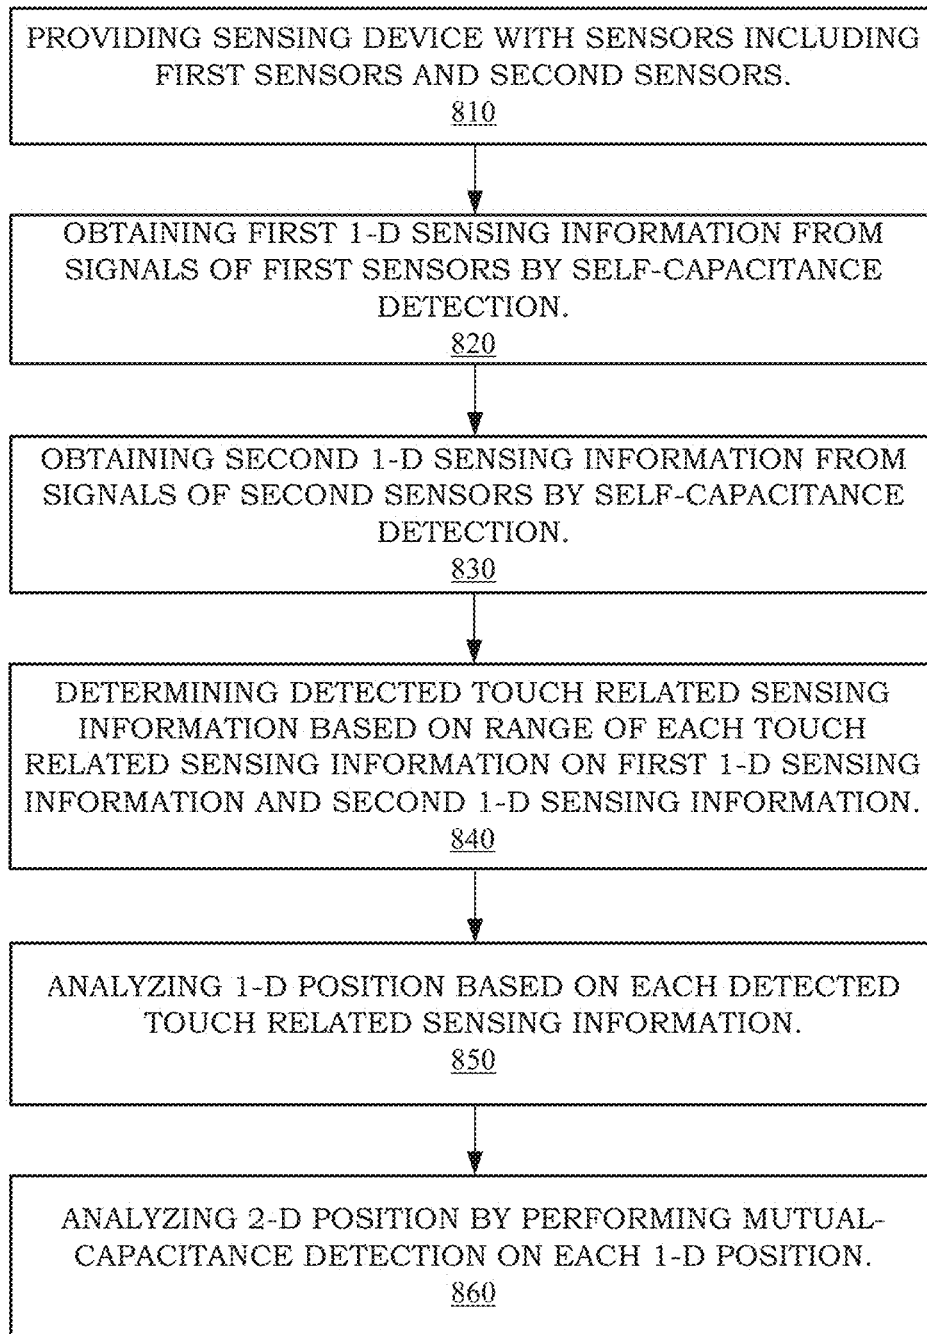 PROVIDING SENSING DEVICE WITH SENSORS INCLUDING
FIRST SENSORS AND SECOND SENSORS.
810
OBTAINING FIRST 1-D SENSING INFORMATION FROM
SIGNALS OF FIRST SENSORS BY SELF-CAPACITANCE
DETECTION.
820
OBTAINING SECOND 1-D SENSING INFORMATION FROM
SIGNALS OF SECOND SENSORS BY SELF-CAPACITANCE
DETECTION.
830
DETERMINING DETECTED TOUCH RELATED SENSING
INFORMATION BASED ON RANGE OF EACH TOUCH
RELATED SENSING INFORMATION ON FIRST 1-D SENSING
INFORMATION AND SECOND 1-D SENSING INFORMATION.
840
ANALYZING 1-D POSITION BASED ON EACH DETECTED
TOUCH RELATED SENSING INFORMATION.
850
ANALYZING 2-D POSITION BY PERFORMING MUTUAL-
CAPACITANCE DETECTION ON EACH 1-D POSITION.
860